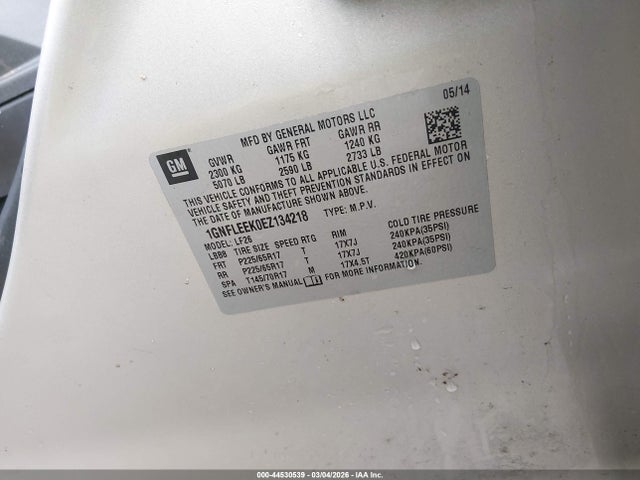 05/14
MFD BY GENERAL MOTORS LLC
GM
GVWR GAWR FRT GAWR RR
2300 KG 1175 KG 1240 KG
5070 LB 2590 LB 2733 LB
THIS VEHICLE CONFORMS TO ALL APPLICABLE U.S. FEDERAL MOTOR
VEHICLE SAFETY AND THEFT PREVENTION STANDARDS IN EFFECT ON
THE DATE OF MANUFACTURE SHOWN ABOVE.
1GNFLEEK0EZ134218 TYPE: M.P.V.
MODEL: LF26
LBBB TIRE SIZE SPEED RTG RIM COLD TIRE PRESSURE
FRT P225/65R17 T 17X7J 240KPA(35PSI)
RR P225/65R17 T 17X7J 240KPA(35PSI)
SPA T145/70R17 M 17X4.5T 420KPA(60PSI)
SEE OWNER'S MANUAL
000-44530539 - 03/04/2026 - IAA Inc.